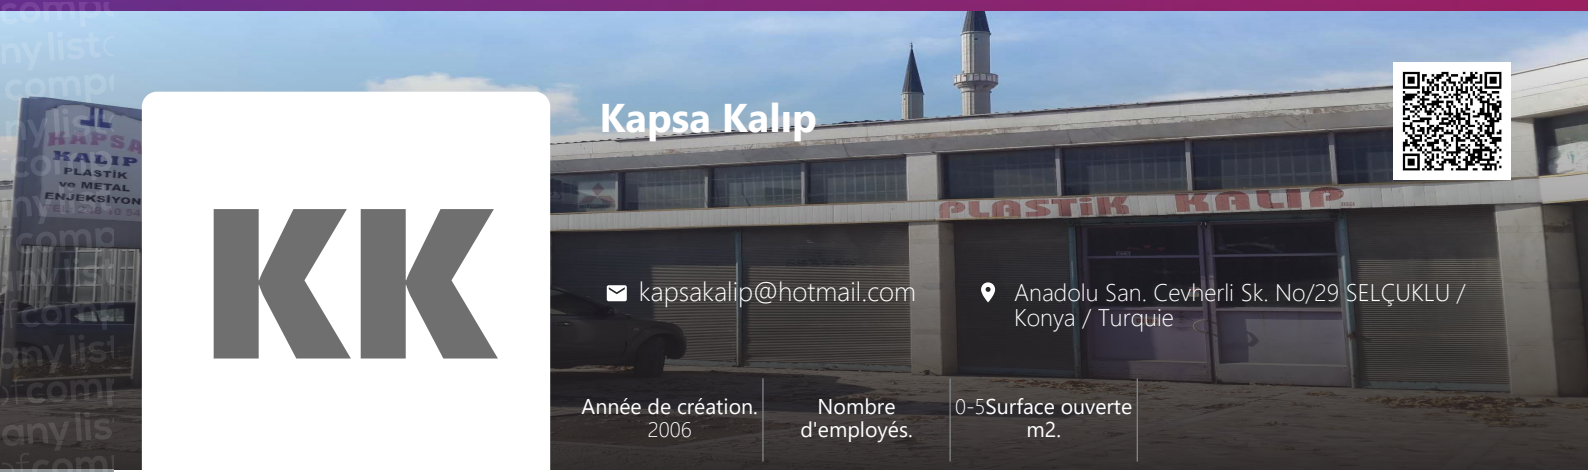 Kapsa Kalıp
KAPSA
KALIP
PLASTİK
ve METAL
ENJEKSİYON
PLASTİK KALIP
KK
kapsakalip@hotmail.com
Anadolu San. Cevherli Sk. No/29 SELÇUKLU /
Konya / Turquie
Année de création.
2006
Nombre
d'employés.
0-5Surface ouverte
m2.